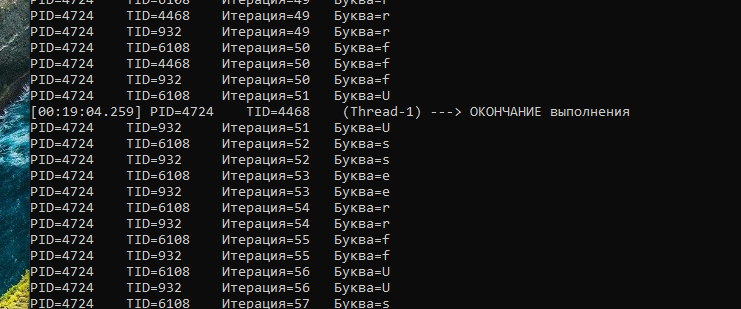 PID=4724 TID=6108 Итерация=49 Буква=r
PID=4724 TID=4468 Итерация=49 Буква=r
PID=4724 TID=932 Итерация=49 Буква=r
PID=4724 TID=6108 Итерация=50 Буква=f
PID=4724 TID=4468 Итерация=50 Буква=f
PID=4724 TID=932 Итерация=50 Буква=f
PID=4724 TID=6108 Итерация=51 Буква=U
[00:19:04.259] PID=4724 TID=4468 (Thread-1) ---> ОКОНЧАНИЕ выполнения
PID=4724 TID=932 Итерация=51 Буква=U
PID=4724 TID=6108 Итерация=52 Буква=s
PID=4724 TID=932 Итерация=52 Буква=s
PID=4724 TID=6108 Итерация=53 Буква=e
PID=4724 TID=932 Итерация=53 Буква=e
PID=4724 TID=6108 Итерация=54 Буква=r
PID=4724 TID=932 Итерация=54 Буква=r
PID=4724 TID=6108 Итерация=55 Буква=f
PID=4724 TID=932 Итерация=55 Буква=f
PID=4724 TID=6108 Итерация=56 Буква=U
PID=4724 TID=932 Итерация=56 Буква=U
PID=4724 TID=6108 Итерация=57 Буква=s